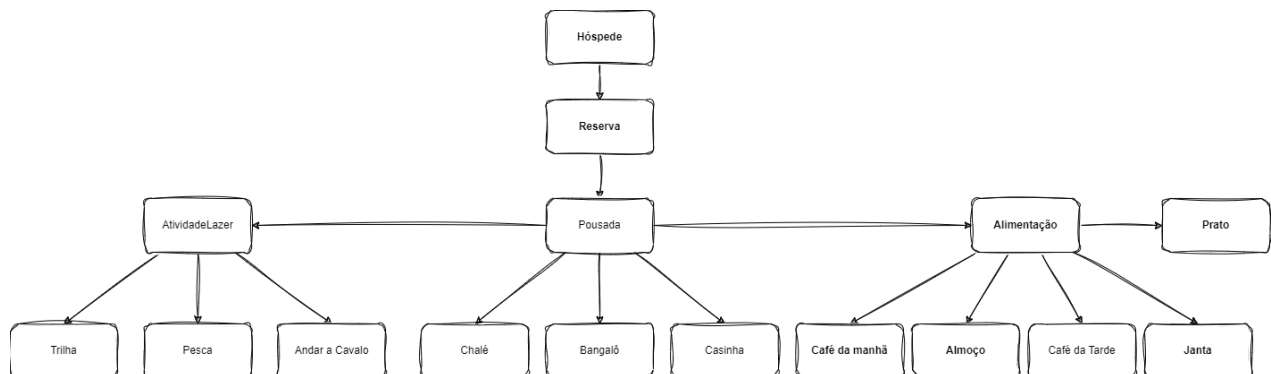 Hóspede
Reserva
AtividadeLazer
Pousada
Alimentação
Prato
Trilha
Pesca
Andar a Cavalo
Chalé
Bangalô
Casinha
Café da manhã
Almoço
Café da Tarde
Janta